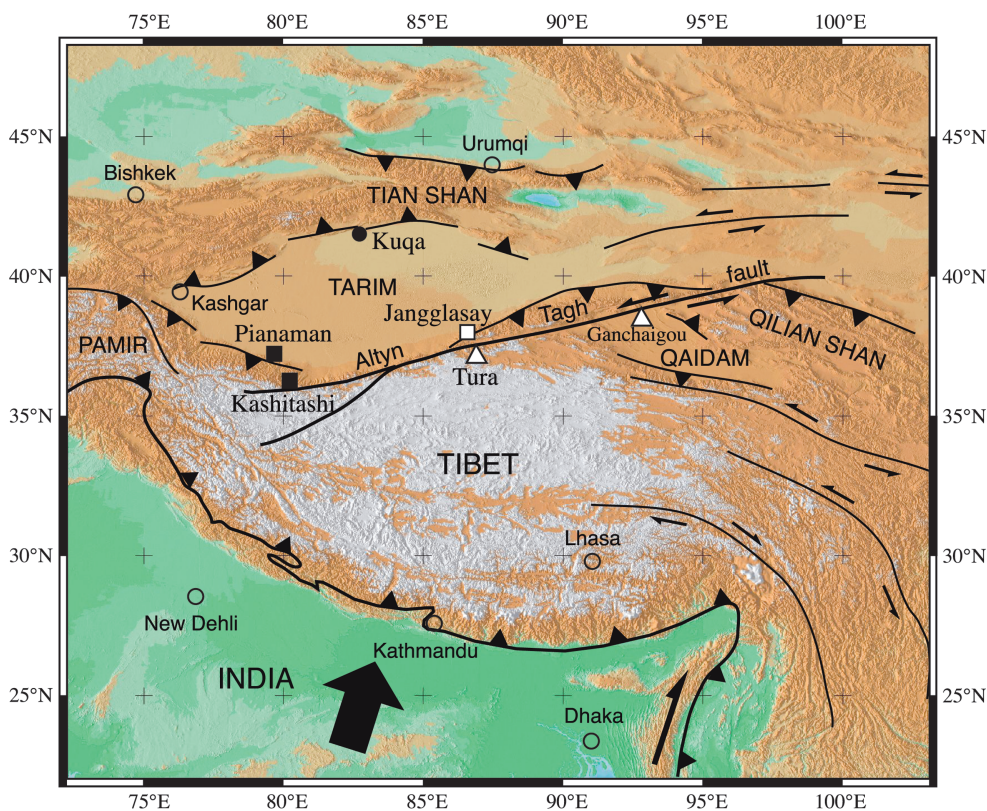 75°E 80°E 85°E 90°E 95°E 100°E
45°N 45°N
Urumqi
Bishkek
TIAN SHAN
Kuqa
40°N 40°N
fault
TARIM
Kashgar
Jangglasay
Tagh
Pianaman
Ganchaigou
QILIAN SHAN
PAMIR
Altyn
QAIDAM
Tura
Kashitashi
35°N 35°N
TIBET
Lhasa
30°N 30°N
New Dehli
Kathmandu
INDIA
25°N 25°N
Dhaka
75°E 80°E 85°E 90°E 95°E 100°E